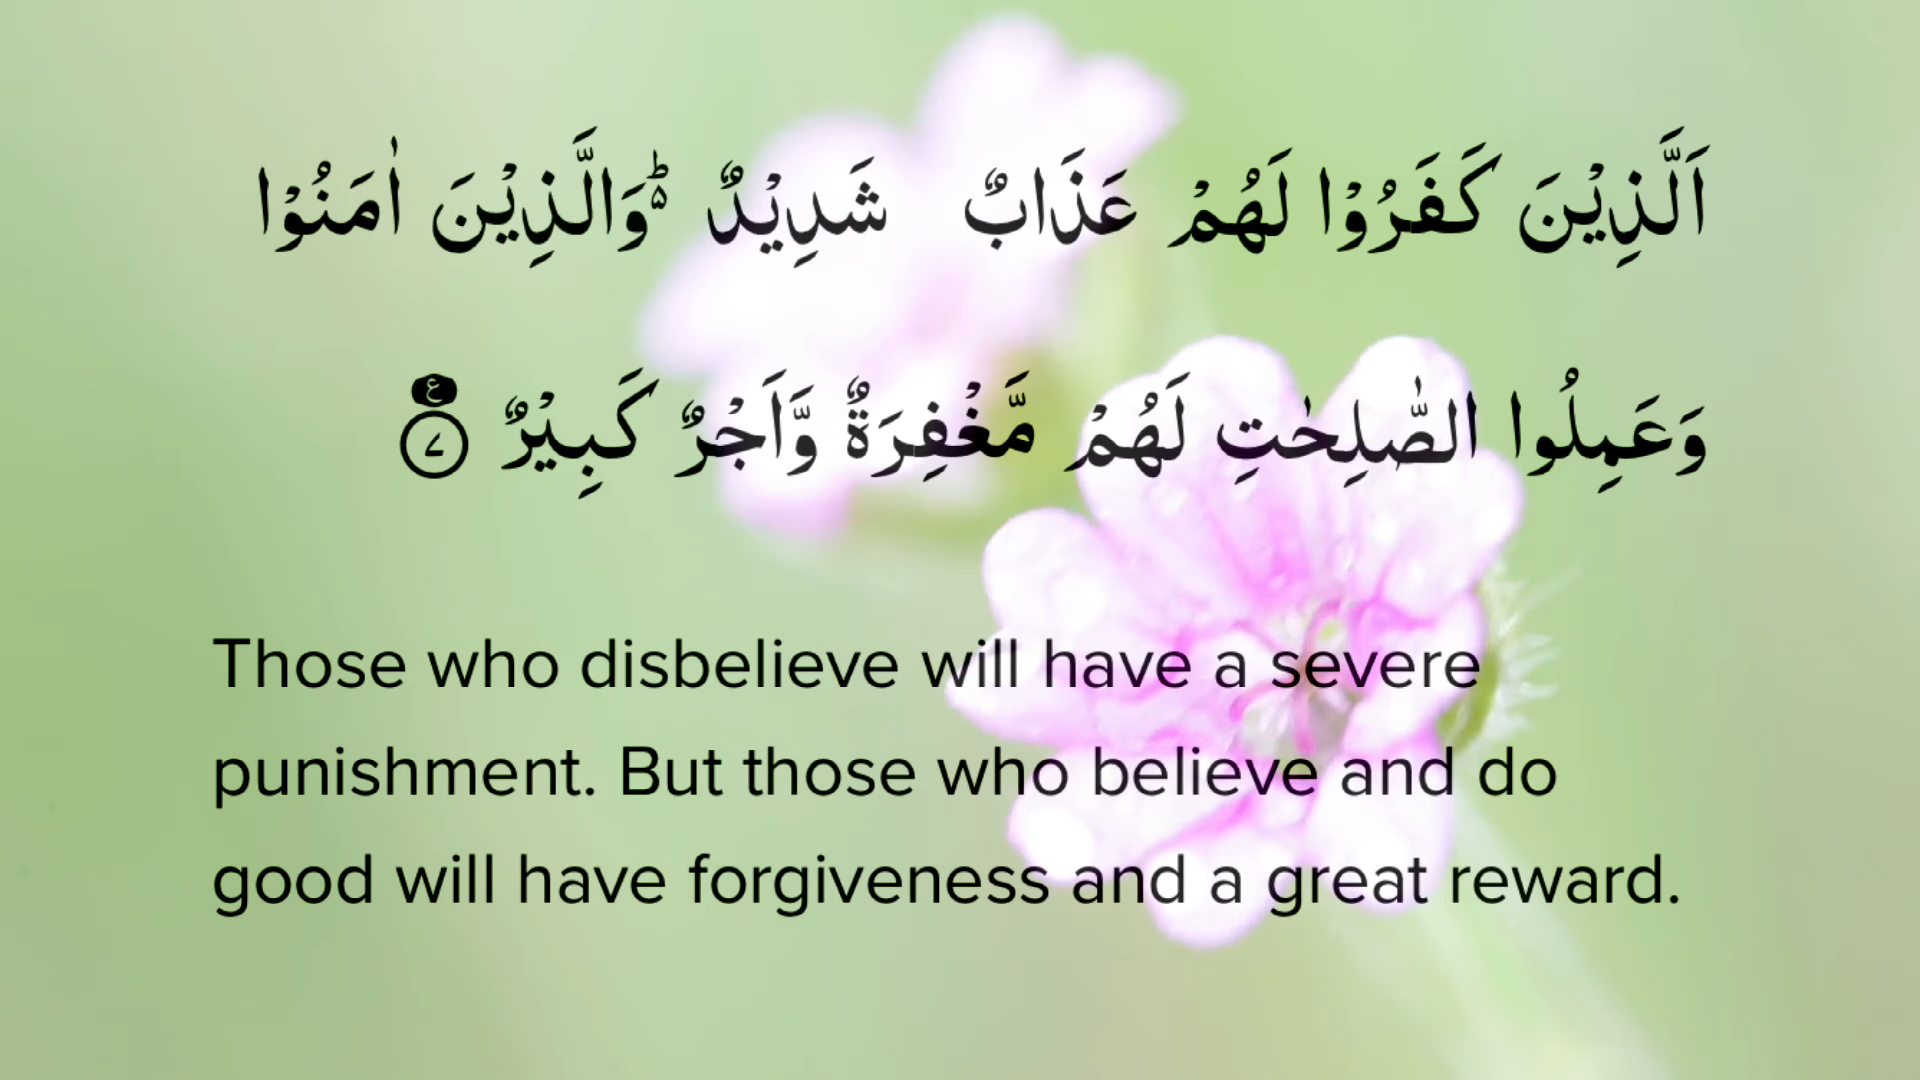 اَلَّذِيْنَ كَفَرُوْا لَهُمْ عَذَابٌ شَدِيْدٌ ؕ۬ وَالَّذِيْنَ اٰمَنُوْا
وَعَمِلُوا الصّٰلِحٰتِ لَهُمْ مَّغْفِرَةٌ وَّاَجْرٌ كَبِيْرٌ ۧ ۷
Those who disbelieve will have a severe
punishment. But those who believe and do
good will have forgiveness and a great reward.